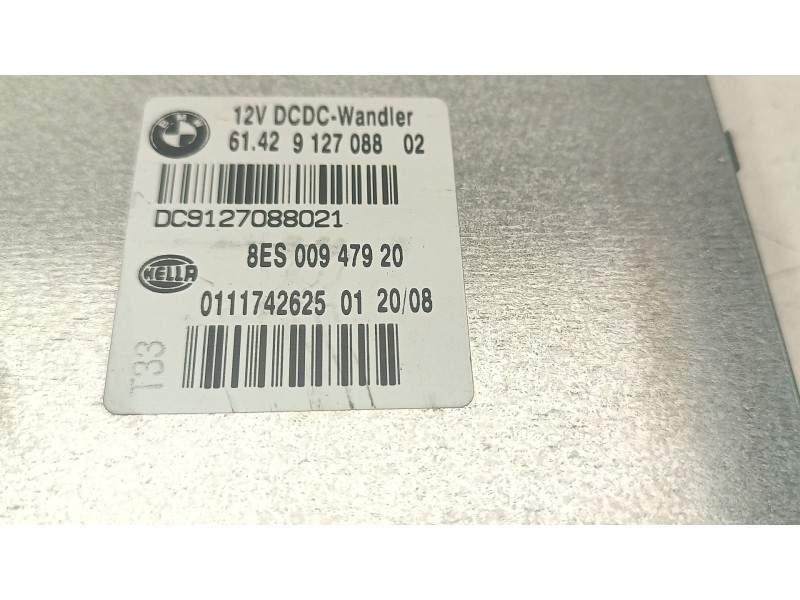 BMW
12V DCDC-Wandler
61.42 9 127 088 02
DC9127088021
8ES 009 479 20
HELLA
0111742625 01 20/08
T33